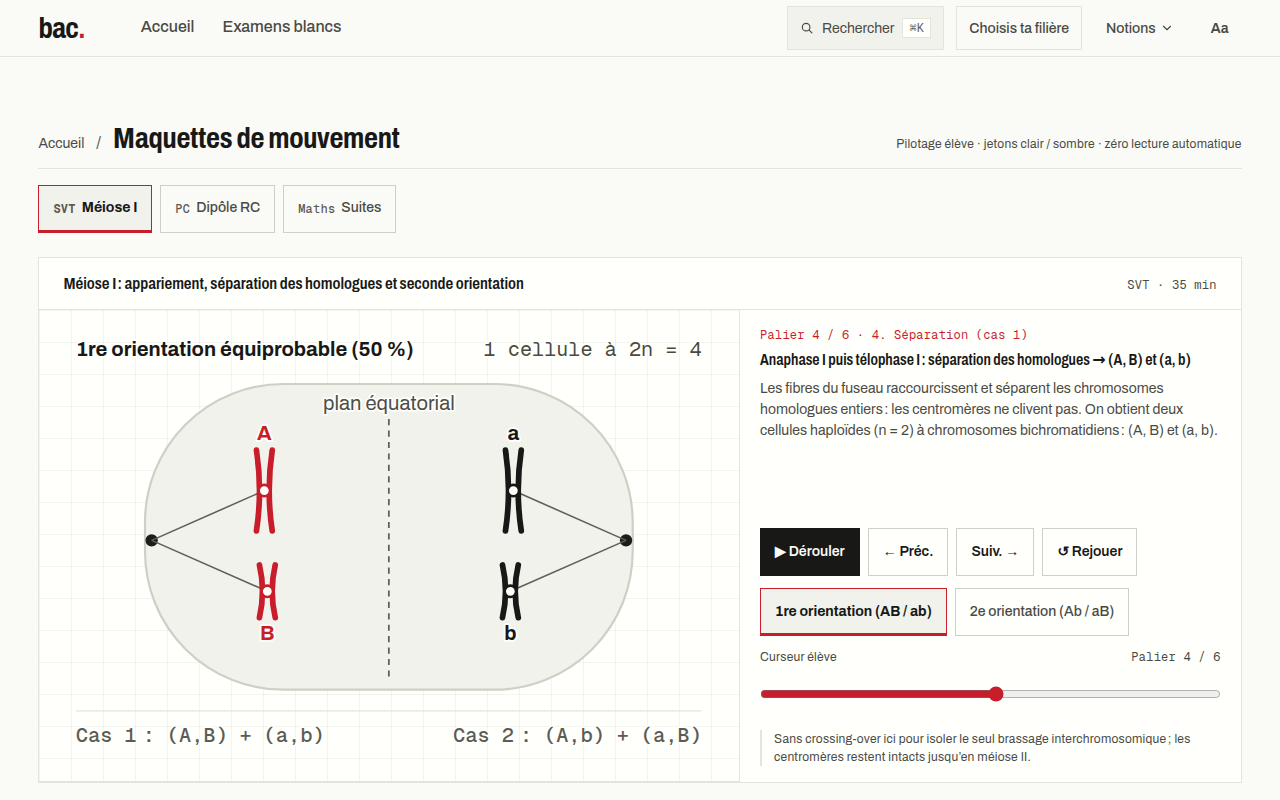 bac.
Accueil
Examens blancs
Rechercher ⌘K
Choisis ta filière
Notions
Aa
Accueil / Maquettes de mouvement
Pilotage élève · jetons clair / sombre · zéro lecture automatique
SVT Méiose I
PC Dipôle RC
Maths Suites
Méiose I : appariement, séparation des homologues et seconde orientation
SVT · 35 min
1re orientation équiprobable (50 %)
1 cellule à 2n = 4
plan équatorial
A
a
B
b
Cas 1 : (A,B) + (a,b)
Cas 2 : (A,b) + (a,B)
Palier 4 / 6 · 4. Séparation (cas 1)
Anaphase I puis télophase I : séparation des homologues → (A, B) et (a, b)
Les fibres du fuseau raccourcissent et séparent les chromosomes
homologues entiers : les centromères ne clivent pas. On obtient deux
cellules haploïdes (n = 2) à chromosomes bichromatidiens : (A, B) et (a, b).
▶ Dérouler
← Préc.
Suiv. →
↺ Rejouer
1re orientation (AB / ab)
2e orientation (Ab / aB)
Curseur élève
Palier 4 / 6
Sans crossing-over ici pour isoler le seul brassage interchromosomique ; les
centromères restent intacts jusqu'en méiose II.